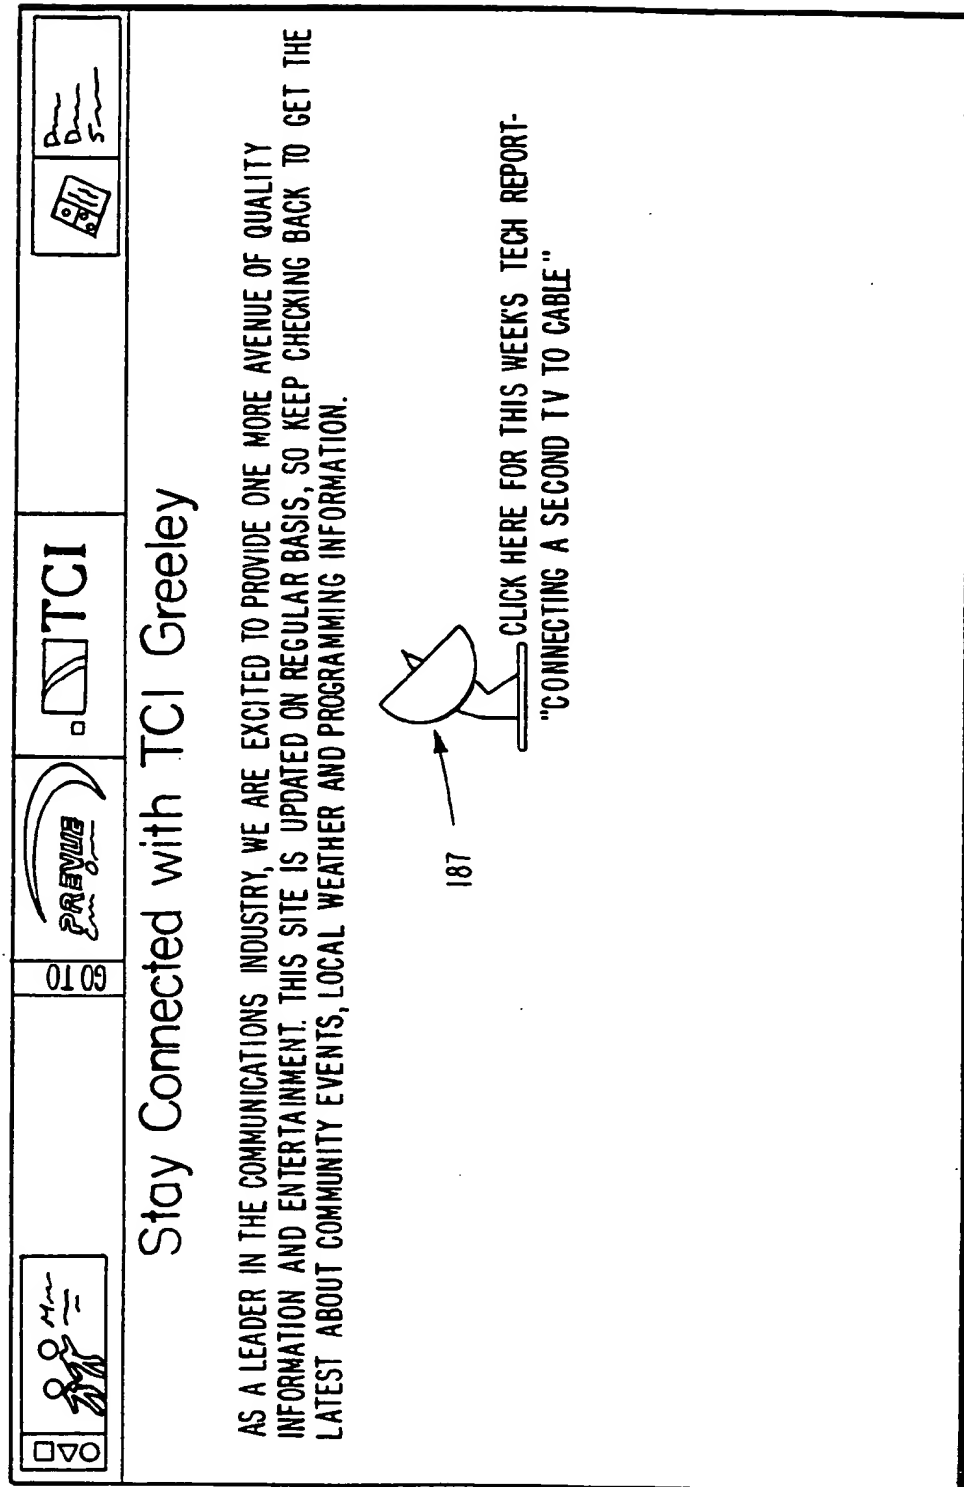 GO TO
PREVUE
TCI
Stay Connected with TCI Greeley
AS A LEADER IN THE COMMUNICATIONS INDUSTRY, WE ARE EXCITED TO PROVIDE ONE MORE AVENUE OF QUALITY
INFORMATION AND ENTERTAINMENT. THIS SITE IS UPDATED ON REGULAR BASIS, SO KEEP CHECKING BACK TO GET THE
LATEST ABOUT COMMUNITY EVENTS, LOCAL WEATHER AND PROGRAMMING INFORMATION.
187
CLICK HERE FOR THIS WEEK'S TECH REPORT-
"CONNECTING A SECOND TV TO CABLE"